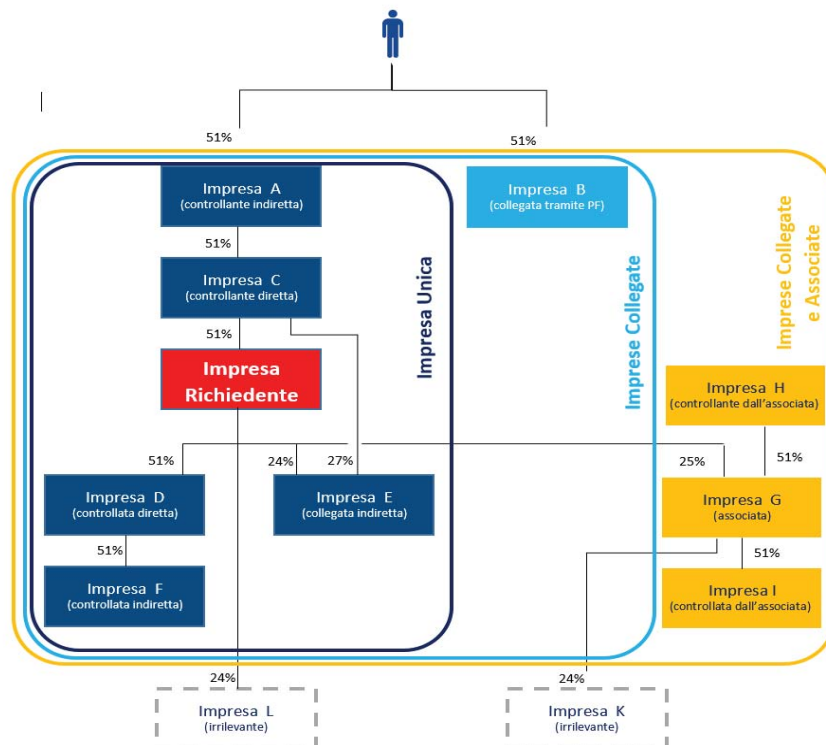 51%
51%
Impresa A
(controllante indiretta)
Impresa B
(collegata tramite PF)
51%
Impresa C
(controllante diretta)
51%
Impresa
Richiedente
Impresa Unica
Imprese Collegate
Imprese Collegate
e Associate
Impresa H
(controllante dall'associata)
51%
24%
27%
25%
51%
Impresa D
(controllata diretta)
Impresa E
(collegata indiretta)
Impresa G
(associata)
51%
51%
Impresa F
(controllata indiretta)
Impresa I
(controllata dall'associata)
24%
24%
Impresa L
(irrilevante)
Impresa K
(irrilevante)